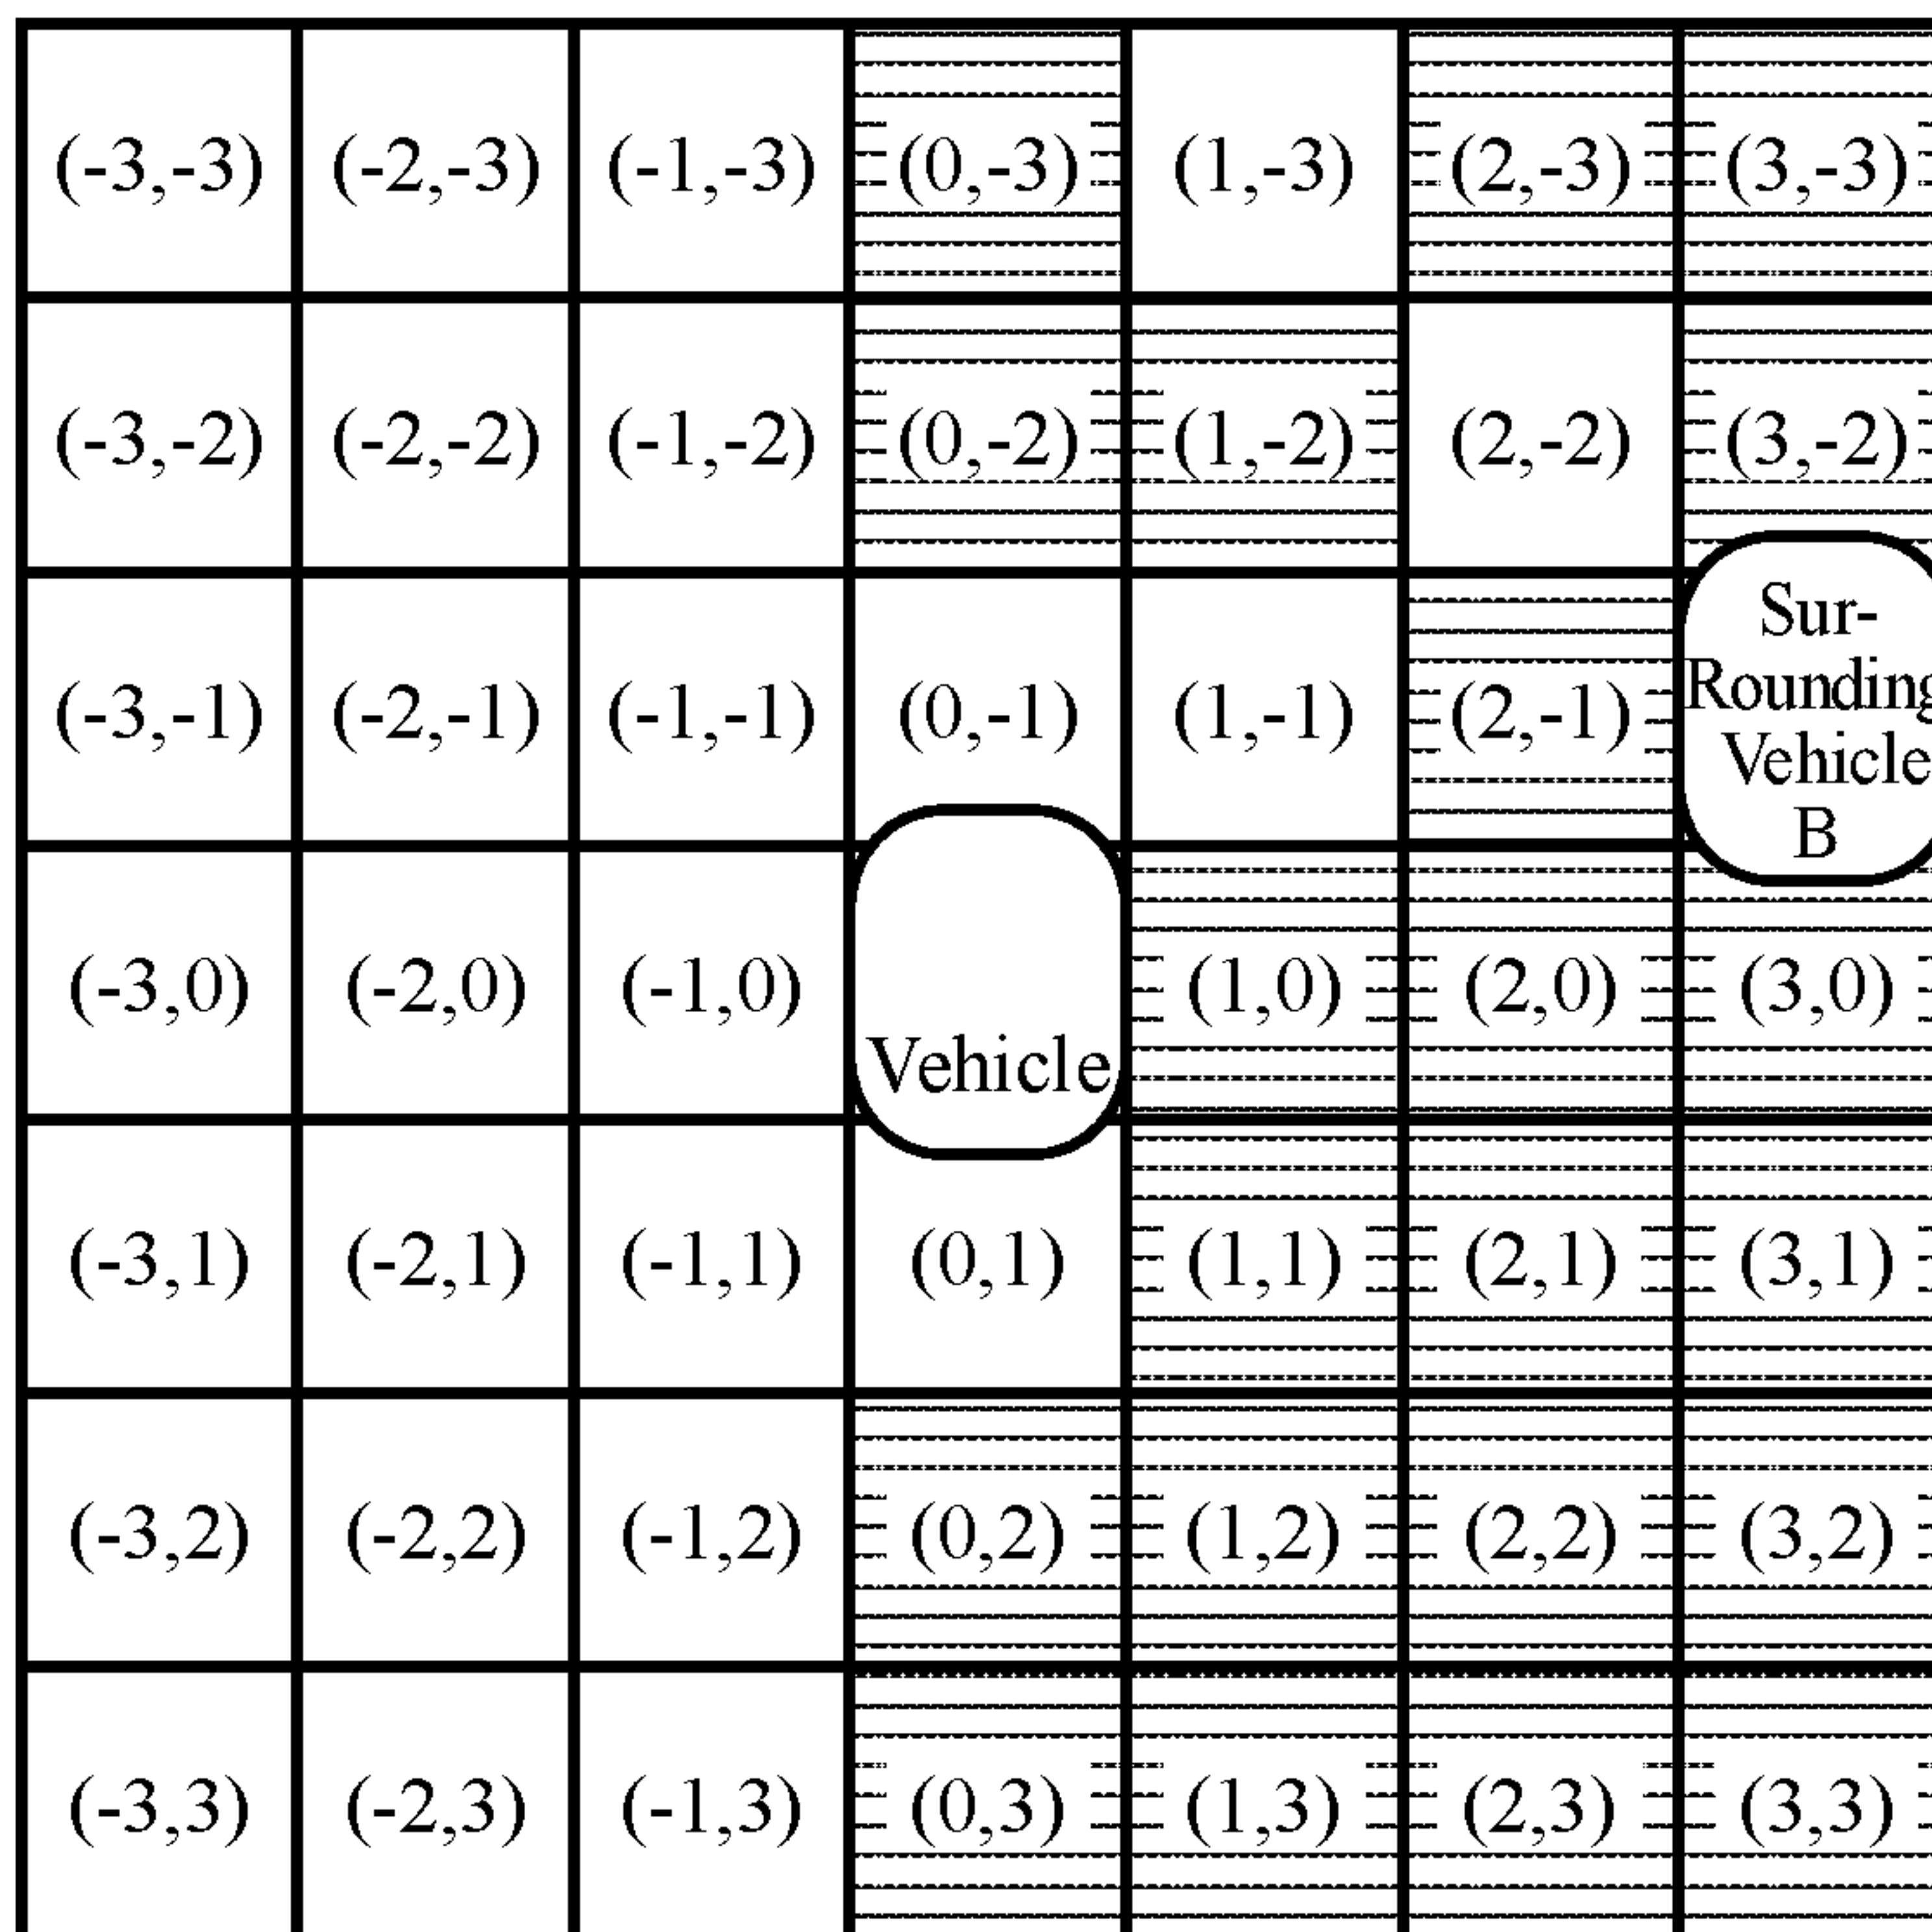 (-3,-3) (-2,-3) (-1,-3) (0,-3) (1,-3) (2,-3) (3,-3)
(-3,-2) (-2,-2) (-1,-2) (0,-2) (1,-2) (2,-2) (3,-2)
(-3,-1) (-2,-1) (-1,-1) (0,-1) (1,-1) (2,-1)
Sur-
Rounding
Vehicle
B
(-3,0) (-2,0) (-1,0) Vehicle (1,0) (2,0) (3,0)
(-3,1) (-2,1) (-1,1) (0,1) (1,1) (2,1) (3,1)
(-3,2) (-2,2) (-1,2) (0,2) (1,2) (2,2) (3,2)
(-3,3) (-2,3) (-1,3) (0,3) (1,3) (2,3) (3,3)